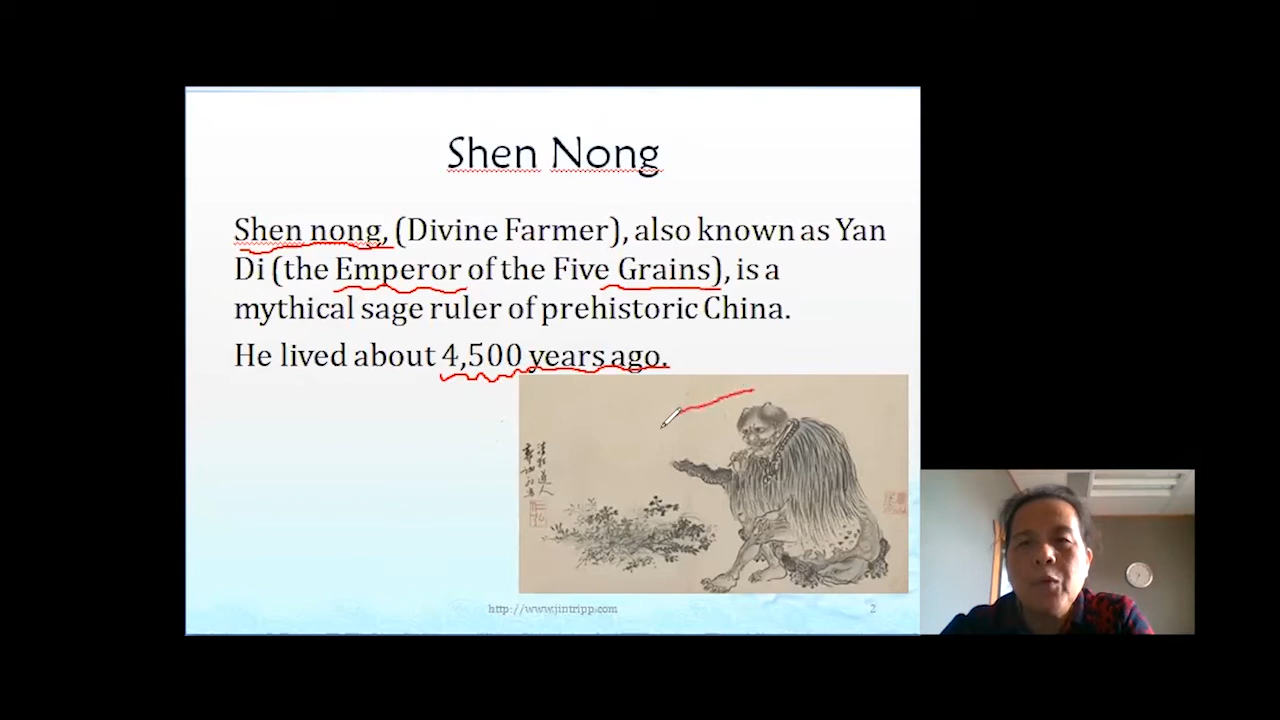 Shen Nong
Shen nong, (Divine Farmer), also known as Yan
Di (the Emperor of the Five Grains), is a
mythical sage ruler of prehistoric China.
He lived about 4,500 years ago.
http://www.jintripp.com
2